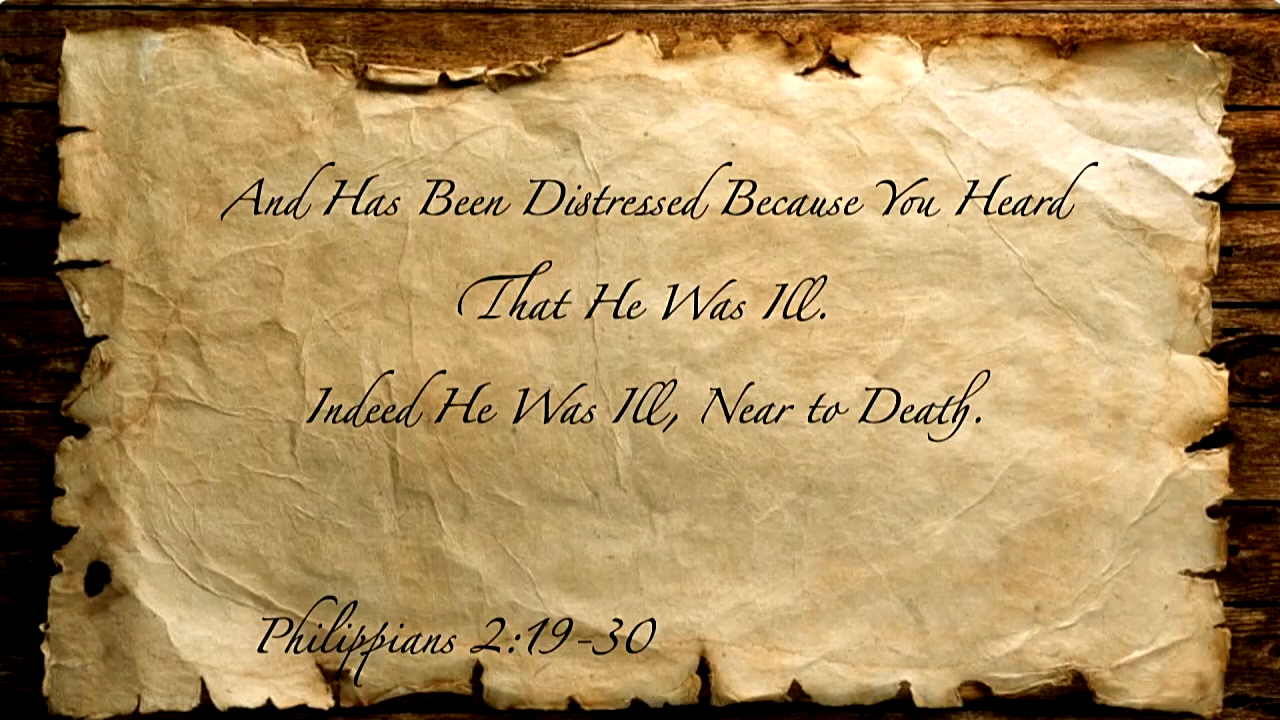 And Has Been Distressed Because You Heard
That He Was Ill.
Indeed He Was Ill, Near to Death.
Philippians 2:19-30